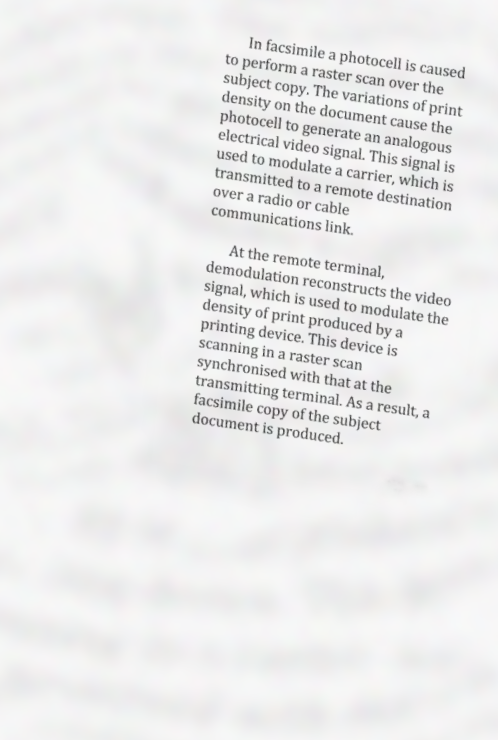 In facsimile a photocell is caused
to perform a raster scan over the
subject copy. The variations of print
density on the document cause the
photocell to generate an analogous
electrical video signal. This signal is
used to modulate a carrier, which is
transmitted to a remote destination
over a radio or cable
communications link.
At the remote terminal,
demodulation reconstructs the video
signal, which is used to modulate the
density of print produced by a
printing device. This device is
scanning in a raster scan
synchronised with that at the
transmitting terminal. As a result, a
facsimile copy of the subject
document is produced.